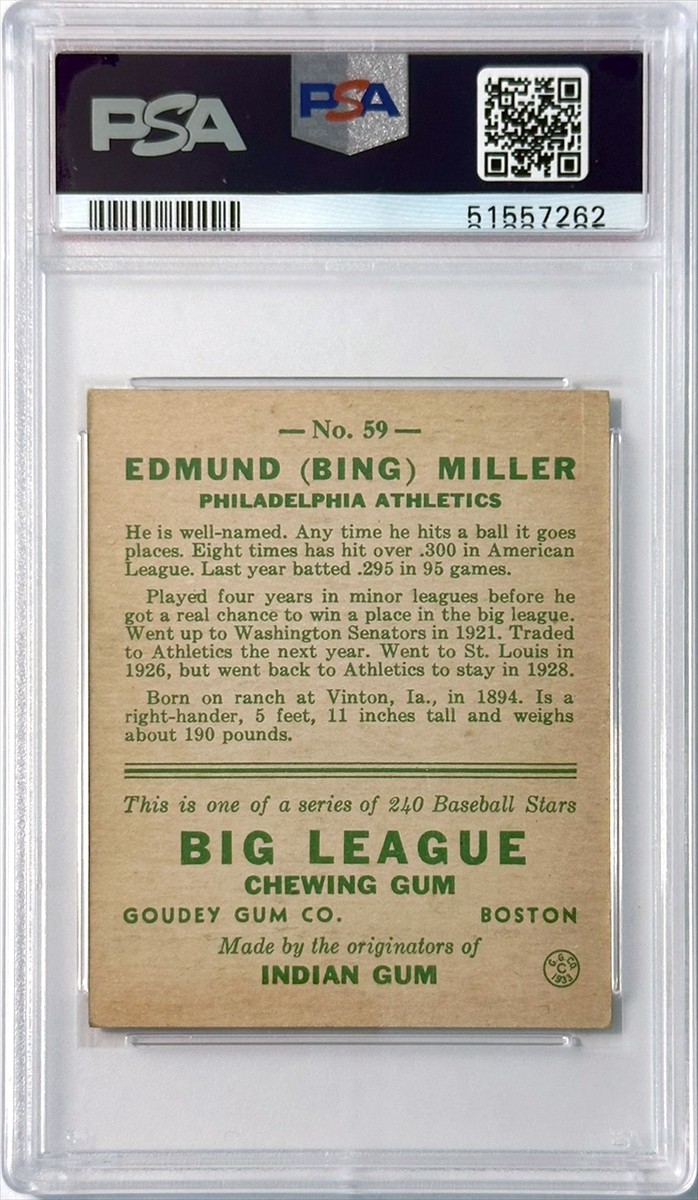 PSA
PSA
51557262
— No. 59 —
EDMUND (BING) MILLER
PHILADELPHIA ATHLETICS
He is well-named. Any time he hits a ball it goes
places. Eight times has hit over .300 in American
League. Last year batted .295 in 95 games.
Played four years in minor leagues before he
got a real chance to win a place in the big league.
Went up to Washington Senators in 1921. Traded
to Athletics the next year. Went to St. Louis in
1926, but went back to Athletics to stay in 1928.
Born on ranch at Vinton, Ia., in 1894. Is a
right-hander, 5 feet, 11 inches tall and weighs
about 190 pounds.
This is one of a series of 240 Baseball Stars
BIG LEAGUE
CHEWING GUM
GOUDEY GUM CO. BOSTON
Made by the originators of
INDIAN GUM
G. G. CO.
C
1933